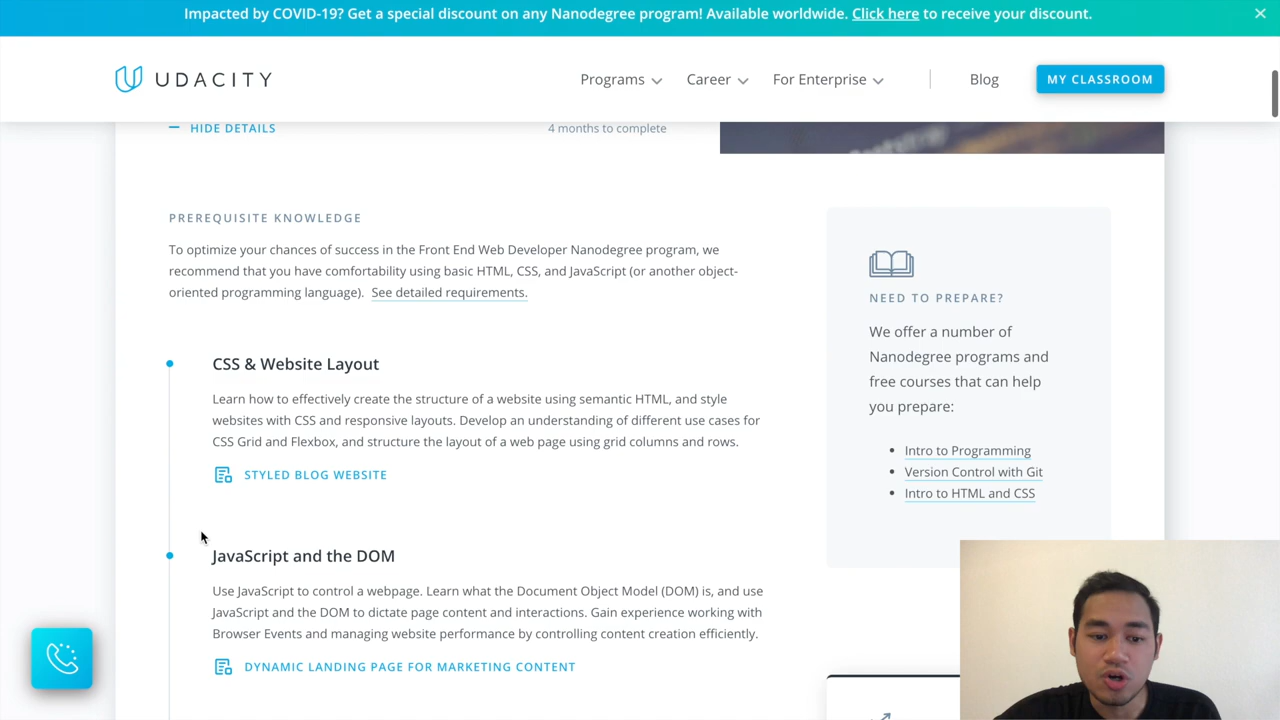 Impacted by COVID-19? Get a special discount on any Nanodegree program! Available worldwide. Click here to receive your discount.
UDACITY
Programs
Career
For Enterprise
Blog
MY CLASSROOM
HIDE DETAILS
4 months to complete
PREREQUISITE KNOWLEDGE
To optimize your chances of success in the Front End Web Developer Nanodegree program, we
recommend that you have comfortability using basic HTML, CSS, and JavaScript (or another object-
oriented programming language). See detailed requirements.
CSS & Website Layout
Learn how to effectively create the structure of a website using semantic HTML, and style
websites with CSS and responsive layouts. Develop an understanding of different use cases for
CSS Grid and Flexbox, and structure the layout of a web page using grid columns and rows.
STYLED BLOG WEBSITE
JavaScript and the DOM
Use JavaScript to control a webpage. Learn what the Document Object Model (DOM) is, and use
JavaScript and the DOM to dictate page content and interactions. Gain experience working with
Browser Events and managing website performance by controlling content creation efficiently.
DYNAMIC LANDING PAGE FOR MARKETING CONTENT
NEED TO PREPARE?
We offer a number of
Nanodegree programs and
free courses that can help
you prepare:
Intro to Programming
Version Control with Git
Intro to HTML and CSS